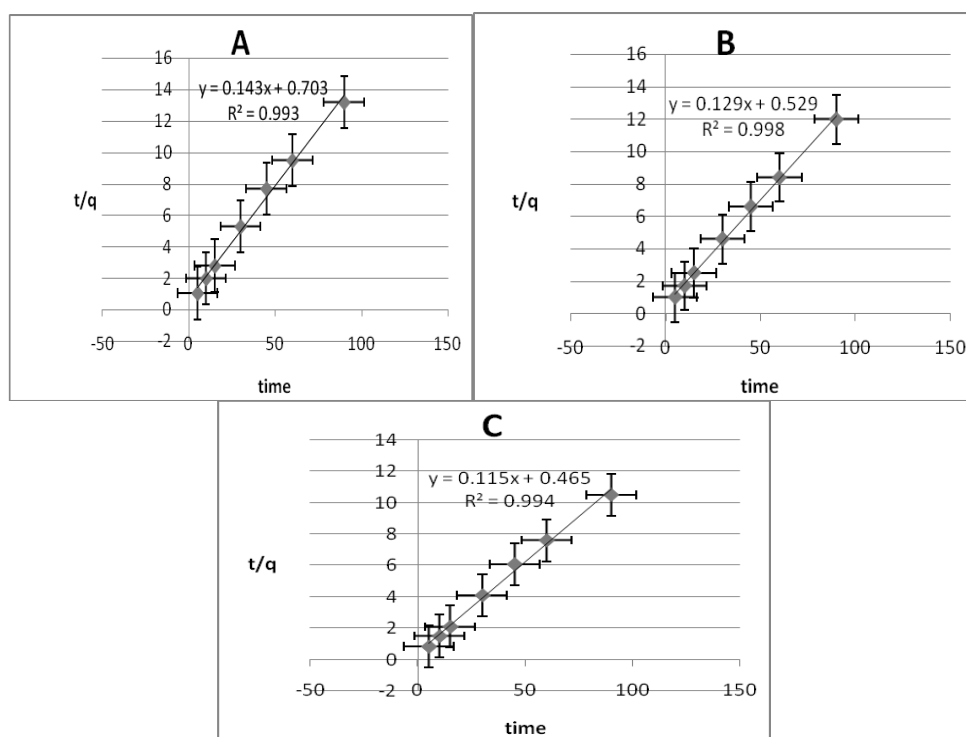 A
16
14
12
10
8
6
4
2
0
-2
y = 0.143x + 0.703
R² = 0.993
t/q
-50
0
50
100
150
time
B
16
14
12
10
8
6
4
2
0
-2
y = 0.129x + 0.529
R² = 0.998
t/q
-50
0
50
100
150
time
C
14
12
10
8
6
4
2
0
-2
y = 0.115x + 0.465
R² = 0.994
t/q
-50
0
50
100
150
time